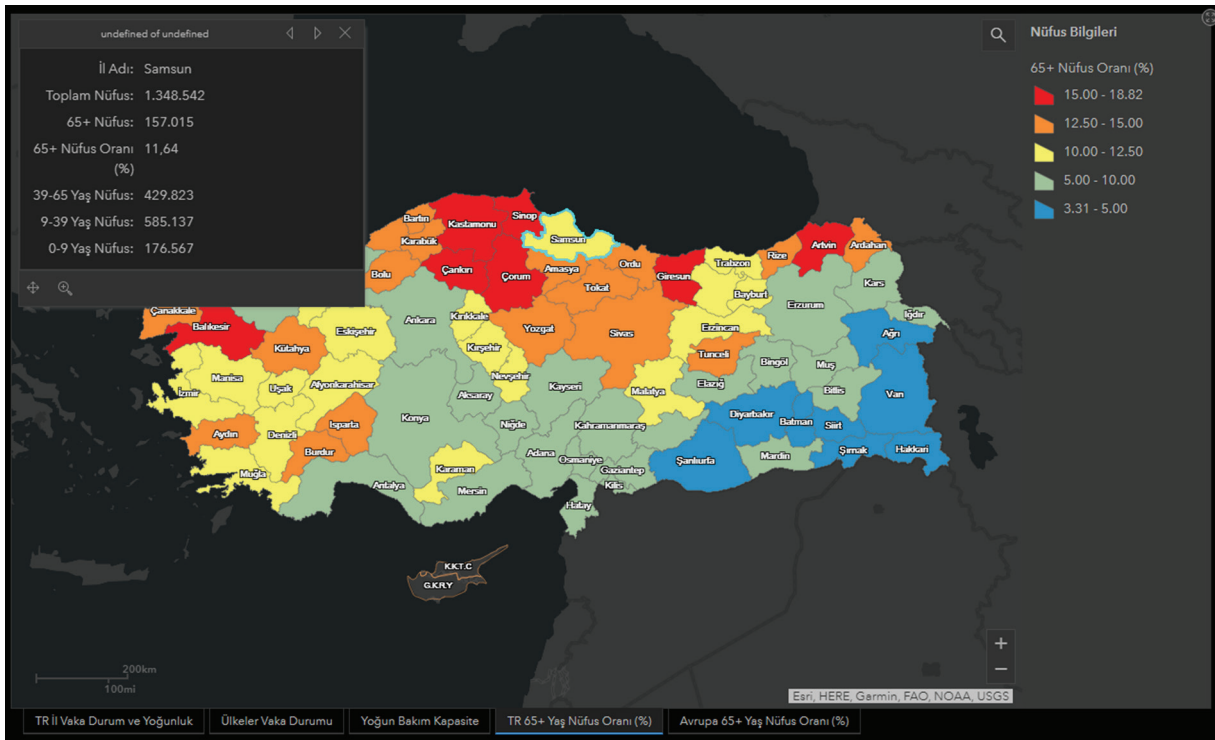 undefined of undefined
İl Adı: Samsun
Toplam Nüfus: 1.348.542
65+ Nüfus: 157.015
65+ Nüfus Oranı 11,64
(%)
39-65 Yaş Nüfus: 429.823
9-39 Yaş Nüfus: 585.137
0-9 Yaş Nüfus: 176.567
Nüfus Bilgileri
65+ Nüfus Oranı (%)
15.00 - 18.82
12.50 - 15.00
10.00 - 12.50
5.00 - 10.00
3.31 - 5.00
Bartın
Kastamonu
Sinop
Samsun
Karabük
Bolu
Çankırı
Çorum
Amasya
Ordu
Tokat
Giresun
Trabzon
Rize
Artvin
Ardahan
Bayburt
Erzurum
Kars
Iğdır
Ağrı
Çanakkale
Balıkesir
Kütahya
Eskişehir
Ankara
Kırıkkale
Yozgat
Sivas
Erzincan
Kırşehir
Tunceli
Bingöl
Muş
Manisa
İzmir
Uşak
Afyonkarahisar
Nevşehir
Aksaray
Kayseri
Malatya
Elazığ
Bitlis
Van
Aydın
Denizli
Isparta
Burdur
Konya
Niğde
Kahramanmaraş
Diyarbakır
Batman
Siirt
Muğla
Antalya
Karaman
Mersin
Adana
Osmaniye
Gaziantep
Kilis
Hatay
Şanlıurfa
Mardin
Şırnak
Hakkari
K.K.T.C
G.K.R.Y
200km
100mi
+
−
Esri, HERE, Garmin, FAO, NOAA, USGS
TR İl Vaka Durum ve Yoğunluk
Ülkeler Vaka Durumu
Yoğun Bakım Kapasite
TR 65+ Yaş Nüfus Oranı (%)
Avrupa 65+ Yaş Nüfus Oranı (%)